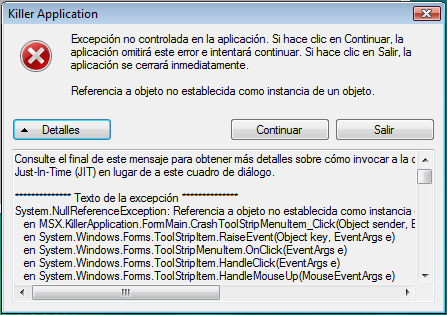 Killer Application
Excepción no controlada en la aplicación. Si hace clic en Continuar, la
aplicación omitirá este error e intentará continuar. Si hace clic en Salir, la
aplicación se cerrará inmediatamente.
Referencia a objeto no establecida como instancia de un objeto.
Detalles
Continuar
Salir
Consulte el final de este mensaje para obtener más detalles sobre cómo invocar a la d
Just-In-Time (JIT) en lugar de a este cuadro de diálogo.
************** Texto de la excepción **************
System.NullReferenceException: Referencia a objeto no establecida como instancia
en MSX.KillerApplication.FormMain.CrashToolStripMenuItem_Click(Object sender, E
en System.Windows.Forms.ToolStripItem.RaiseEvent(Object key, EventArgs e)
en System.Windows.Forms.ToolStripMenuItem.OnClick(EventArgs e)
en System.Windows.Forms.ToolStripItem.HandleClick(EventArgs e)
en System.Windows.Forms.ToolStripItem.HandleMouseUp(MouseEventArgs e)